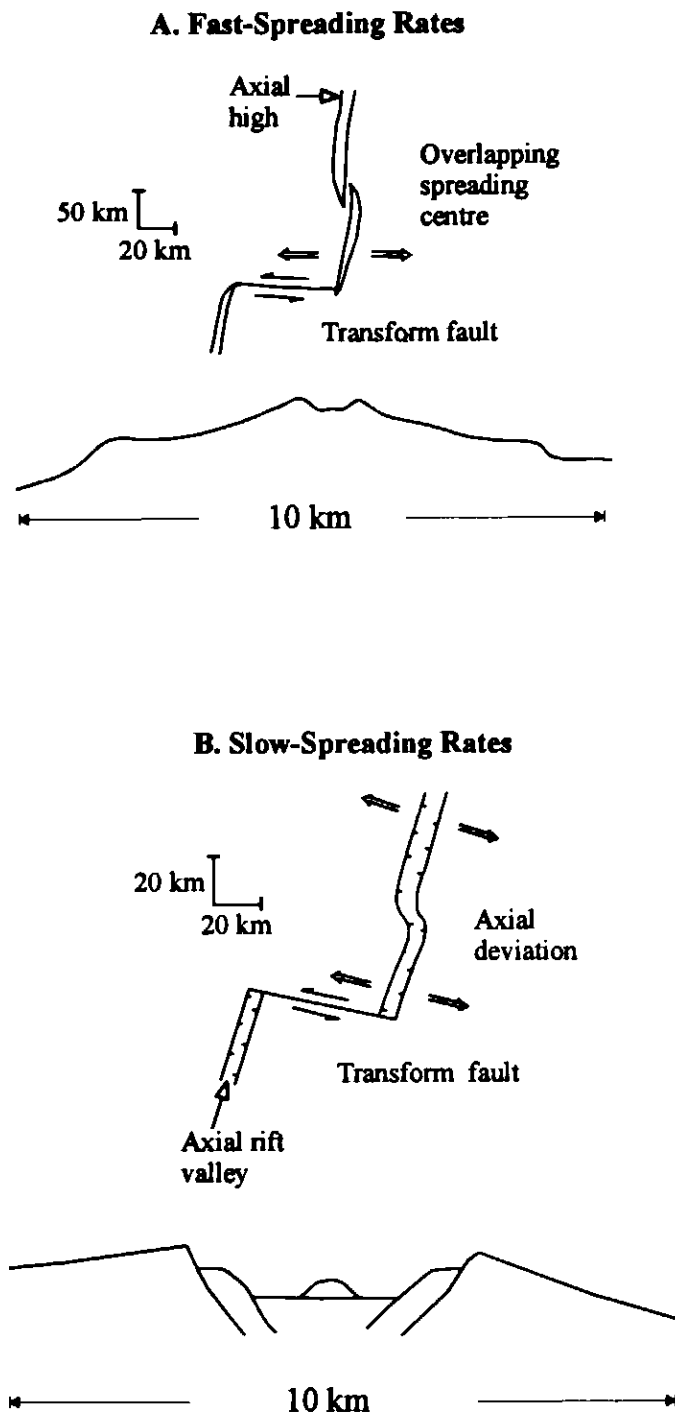 A. Fast-Spreading Rates
Axial
high
Overlapping
spreading
centre
50 km
20 km
Transform fault
10 km
B. Slow-Spreading Rates
20 km
20 km
Axial
deviation
Transform fault
Axial rift
valley
10 km